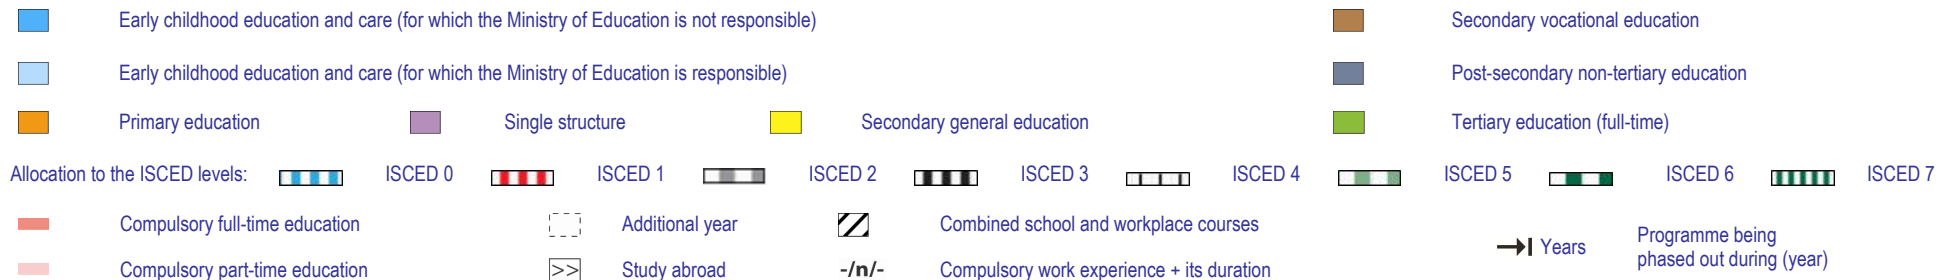 Early childhood education and care (for which the Ministry of Education is not responsible) Secondary vocational education
Early childhood education and care (for which the Ministry of Education is responsible) Post-secondary non-tertiary education
Primary education Single structure Secondary general education Tertiary education (full-time)
Allocation to the ISCED levels: ISCED 0 ISCED 1 ISCED 2 ISCED 3 ISCED 4 ISCED 5 ISCED 6 ISCED 7
Compulsory full-time education Additional year Combined school and workplace courses
Years Programme being
phased out during (year)
Compulsory part-time education >> Study abroad -/n/- Compulsory work experience + its duration